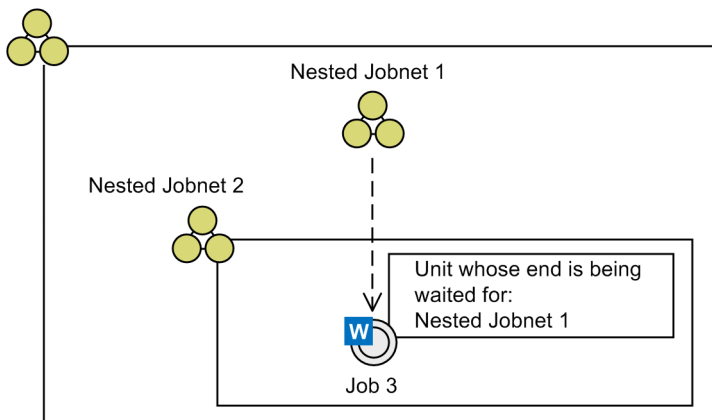 Nested Jobnet 1
Nested Jobnet 2
Unit whose end is being
waited for:
Nested Jobnet 1
W
Job 3